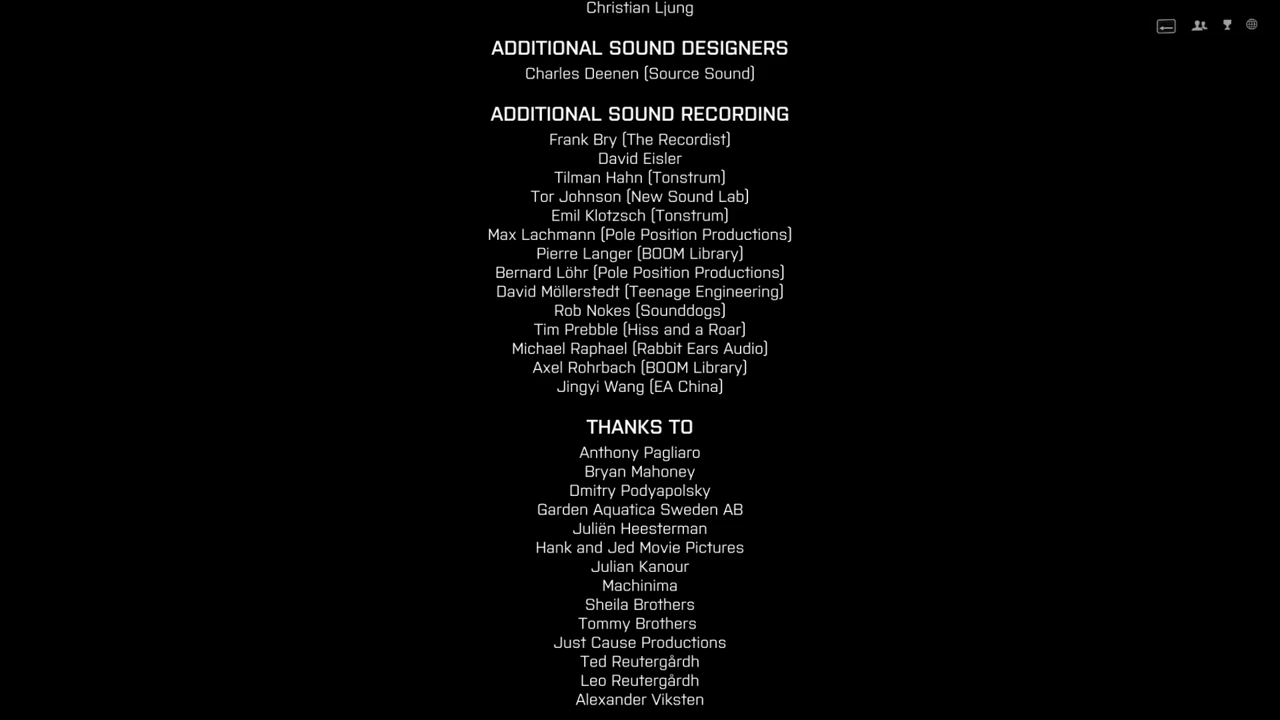 Christian Ljung
ADDITIONAL SOUND DESIGNERS
Charles Deenen (Source Sound)
ADDITIONAL SOUND RECORDING
Frank Bry (The Recordist)
David Eisler
Tilman Hahn (Tonstrum)
Tor Johnson (New Sound Lab)
Emil Klotzsch (Tonstrum)
Max Lachmann (Pole Position Productions)
Pierre Langer (BOOM Library)
Bernard Löhr (Pole Position Productions)
David Möllerstedt (Teenage Engineering)
Rob Nokes (Sounddogs)
Tim Prebble (Hiss and a Roar)
Michael Raphael (Rabbit Ears Audio)
Axel Rohrbach (BOOM Library)
Jingyi Wang (EA China)
THANKS TO
Anthony Pagliaro
Bryan Mahoney
Dmitry Podyapolsky
Garden Aquatica Sweden AB
Juliën Heesterman
Hank and Jed Movie Pictures
Julian Kanour
Machinima
Sheila Brothers
Tommy Brothers
Just Cause Productions
Ted Reutergårdh
Leo Reutergårdh
Alexander Viksten